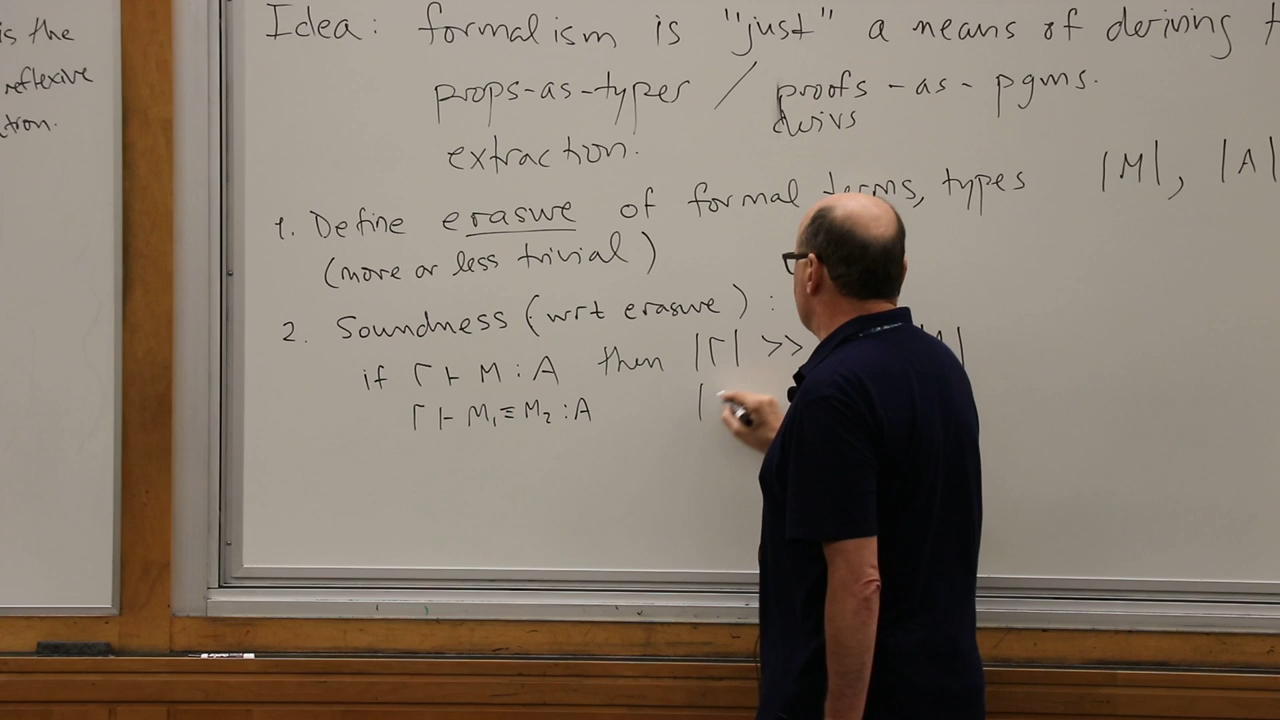 is the
reflexive
tion.
Idea: formalism is "just" a means of deriving
props-as-types / proofs-as-pgms.
derivs
extraction.
1. Define erasure of formal terms, types |M|, |A|
(more or less trivial)
2. Soundness (wrt erasure):
if Γ ⊢ M : A then |Γ| >>
Γ ⊢ M₁ ≡ M₂ : A |